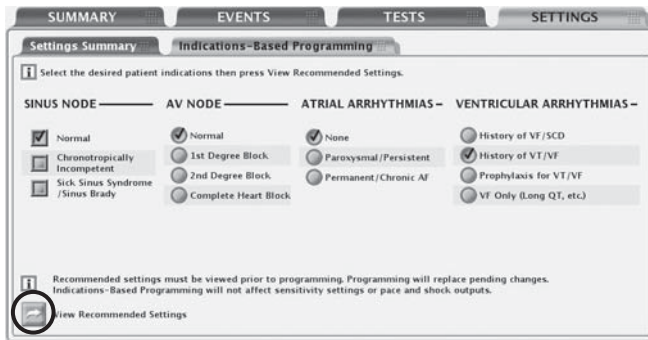 SUMMARY EVENTS TESTS SETTINGS
Settings Summary Indications-Based Programming
i Select the desired patient indications then press View Recommended Settings.
SINUS NODE AV NODE ATRIAL ARRHYTHMIAS VENTRICULAR ARRHYTHMIAS
Normal
Chronotropically
Incompetent
Sick Sinus Syndrome
/Sinus Brady
Normal
1st Degree Block
2nd Degree Block
Complete Heart Block
None
Paroxysmal/Persistent
Permanent/Chronic AF
History of VF/SCD
History of VT/VF
Prophylaxis for VT/VF
VF Only (Long QT, etc.)
i Recommended settings must be viewed prior to programming. Programming will replace pending changes.
Indications-Based Programming will not affect sensitivity settings or pace and shock outputs.
View Recommended Settings